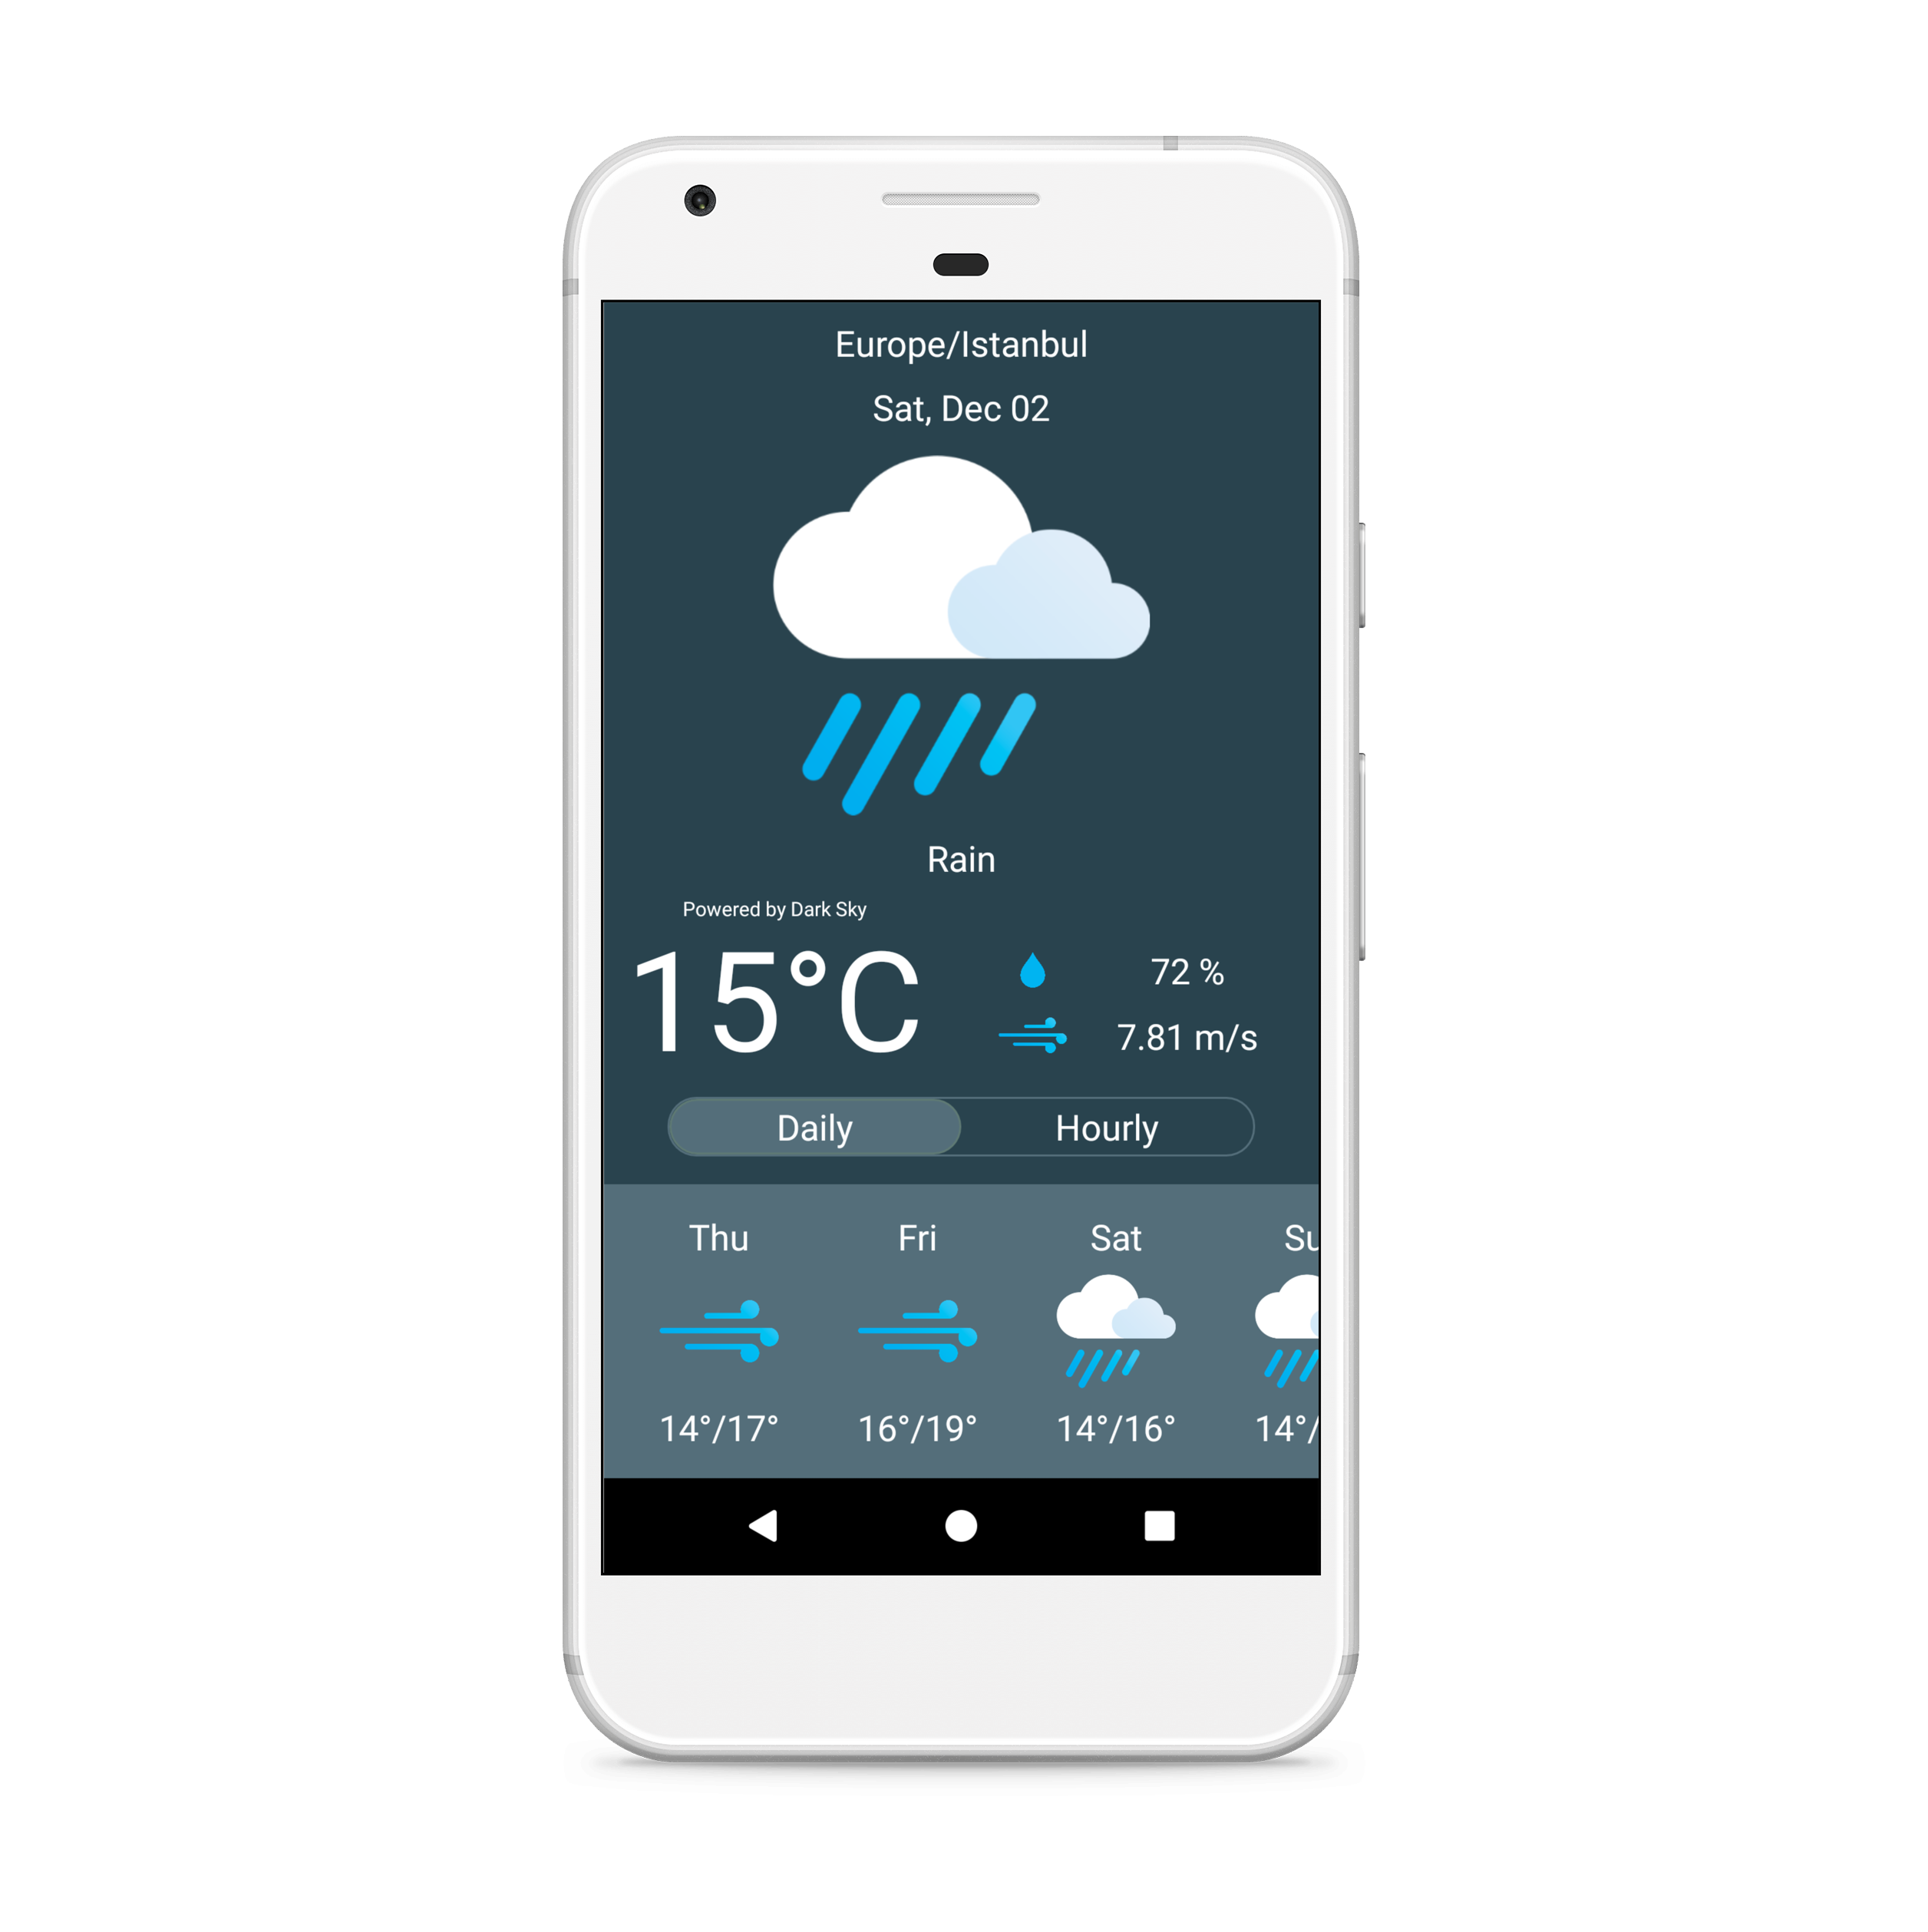 Europe/Istanbul
Sat, Dec 02
Rain
Powered by Dark Sky
15°C
72 %
7.81 m/s
Daily Hourly
Thu Fri Sat Su
14°/17° 16°/19° 14°/16° 14°/